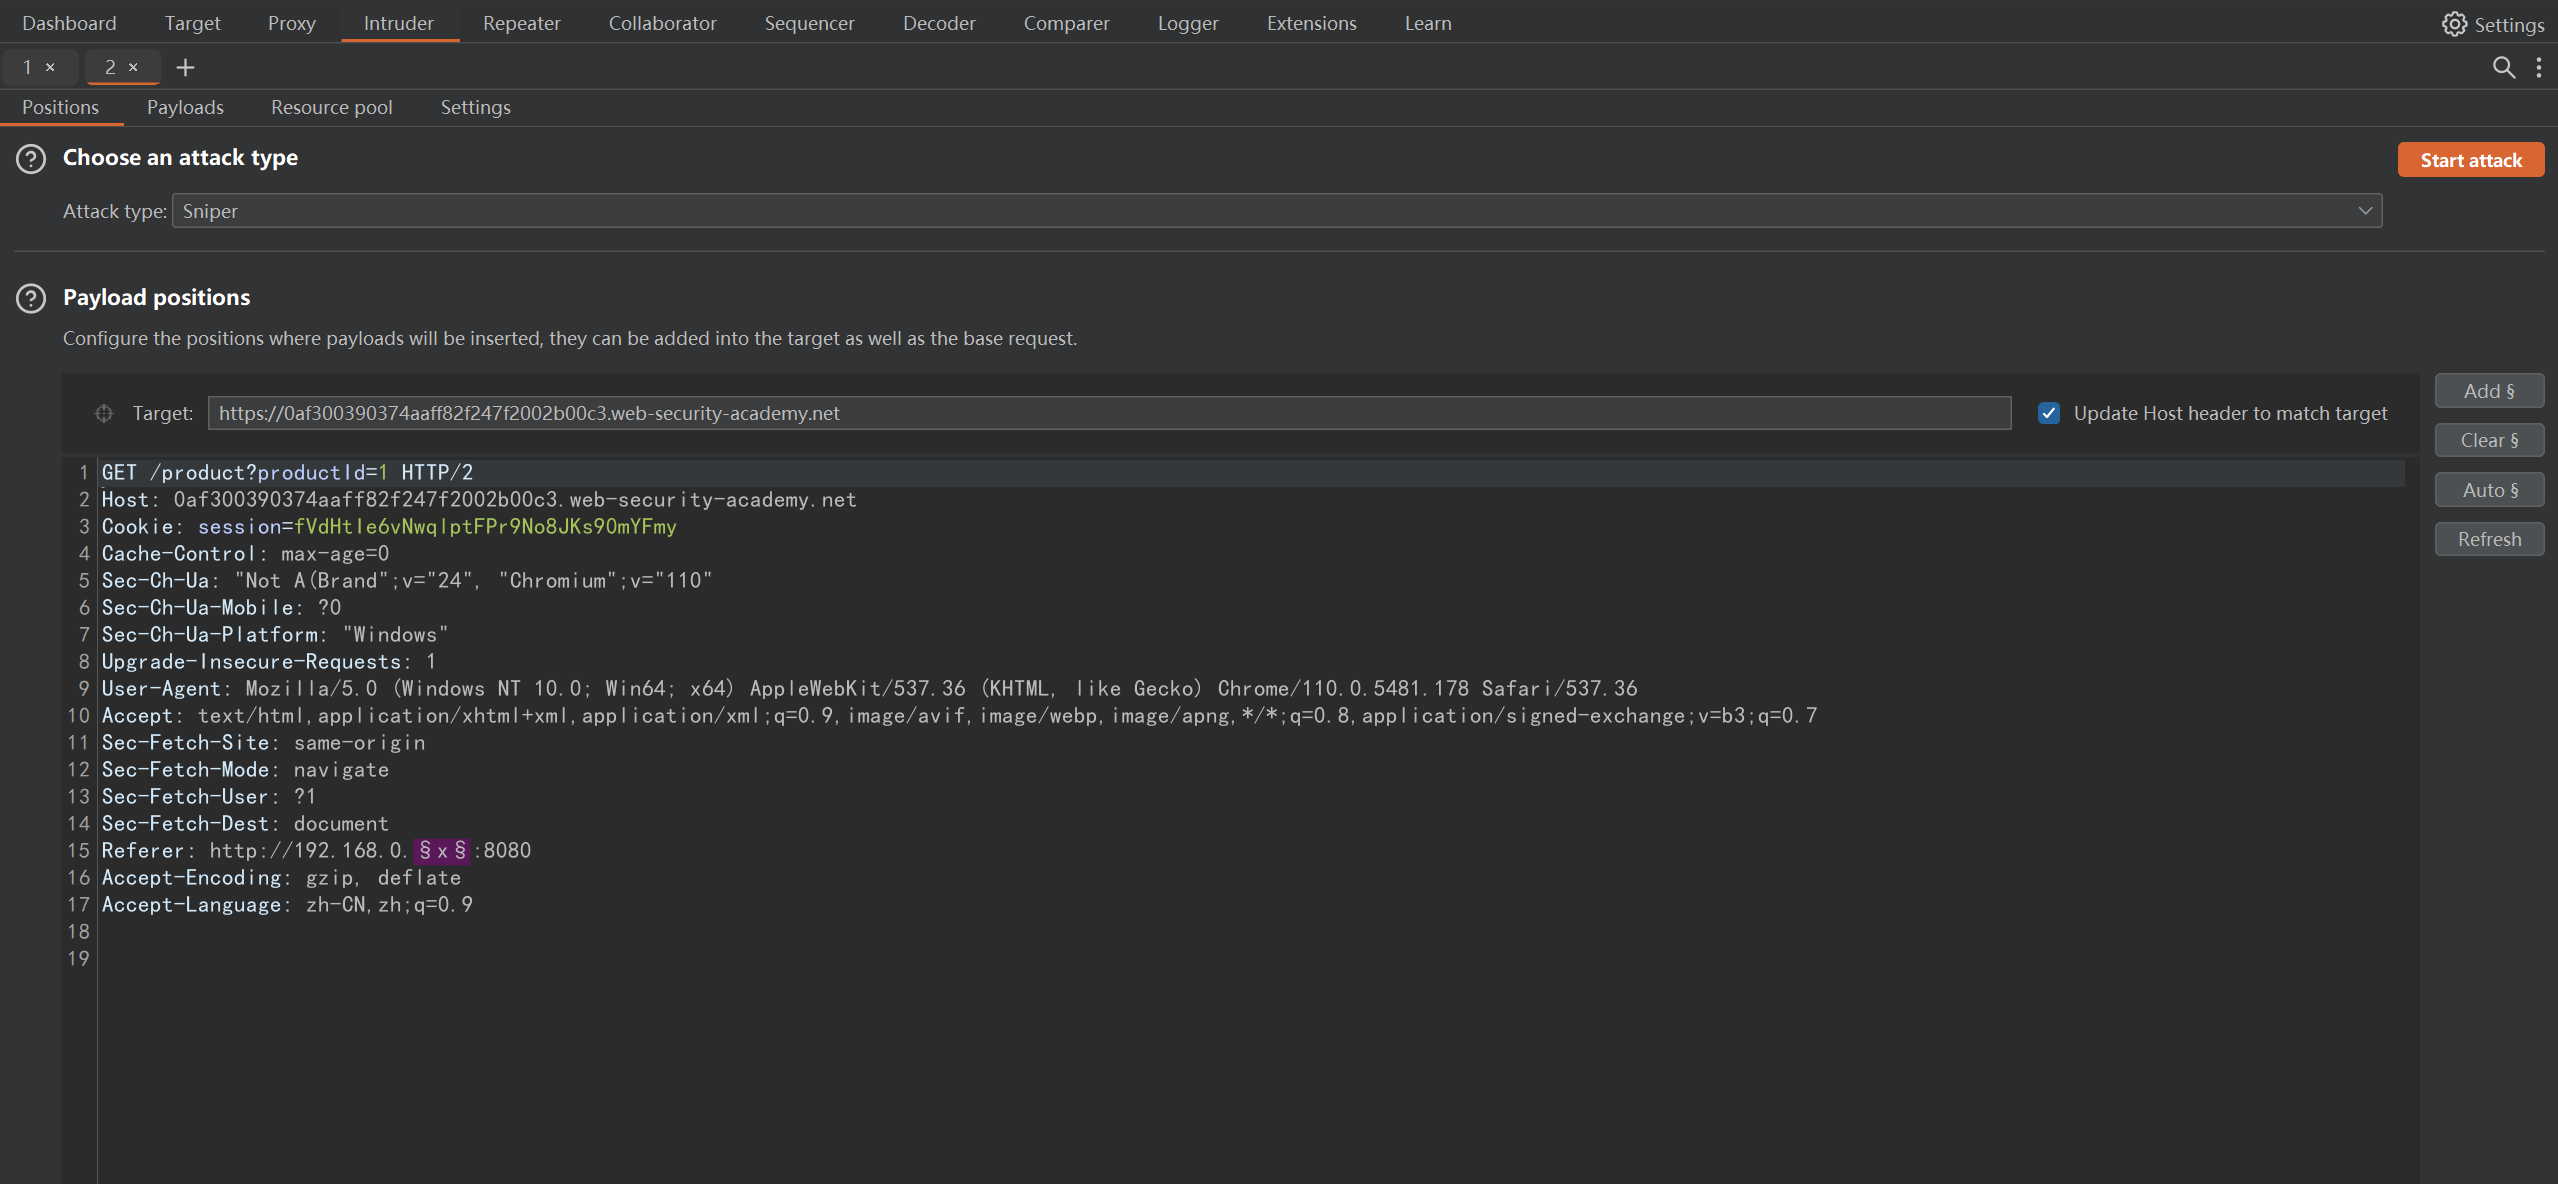 Dashboard Target Proxy Intruder Repeater Collaborator Sequencer Decoder Comparer Logger Extensions Learn Settings
1 × 2 × +
Positions Payloads Resource pool Settings
? Choose an attack type Start attack
Attack type: Sniper
? Payload positions
Configure the positions where payloads will be inserted, they can be added into the target as well as the base request.
Target: https://0af300390374aaff82f247f2002b00c3.web-security-academy.net Update Host header to match target
Add §
Clear §
Auto §
Refresh
1 GET /product?productId=1 HTTP/2
2 Host: 0af300390374aaff82f247f2002b00c3.web-security-academy.net
3 Cookie: session=fVdHtIe6vNwqlptFPr9No8JKs90mYFmy
4 Cache-Control: max-age=0
5 Sec-Ch-Ua: "Not A(Brand";v="24", "Chromium";v="110"
6 Sec-Ch-Ua-Mobile: ?0
7 Sec-Ch-Ua-Platform: "Windows"
8 Upgrade-Insecure-Requests: 1
9 User-Agent: Mozilla/5.0 (Windows NT 10.0; Win64; x64) AppleWebKit/537.36 (KHTML, like Gecko) Chrome/110.0.5481.178 Safari/537.36
10 Accept: text/html,application/xhtml+xml,application/xml;q=0.9,image/avif,image/webp,image/apng,*/*;q=0.8,application/signed-exchange;v=b3;q=0.7
11 Sec-Fetch-Site: same-origin
12 Sec-Fetch-Mode: navigate
13 Sec-Fetch-User: ?1
14 Sec-Fetch-Dest: document
15 Referer: http://192.168.0.§x§:8080
16 Accept-Encoding: gzip, deflate
17 Accept-Language: zh-CN,zh;q=0.9
18
19